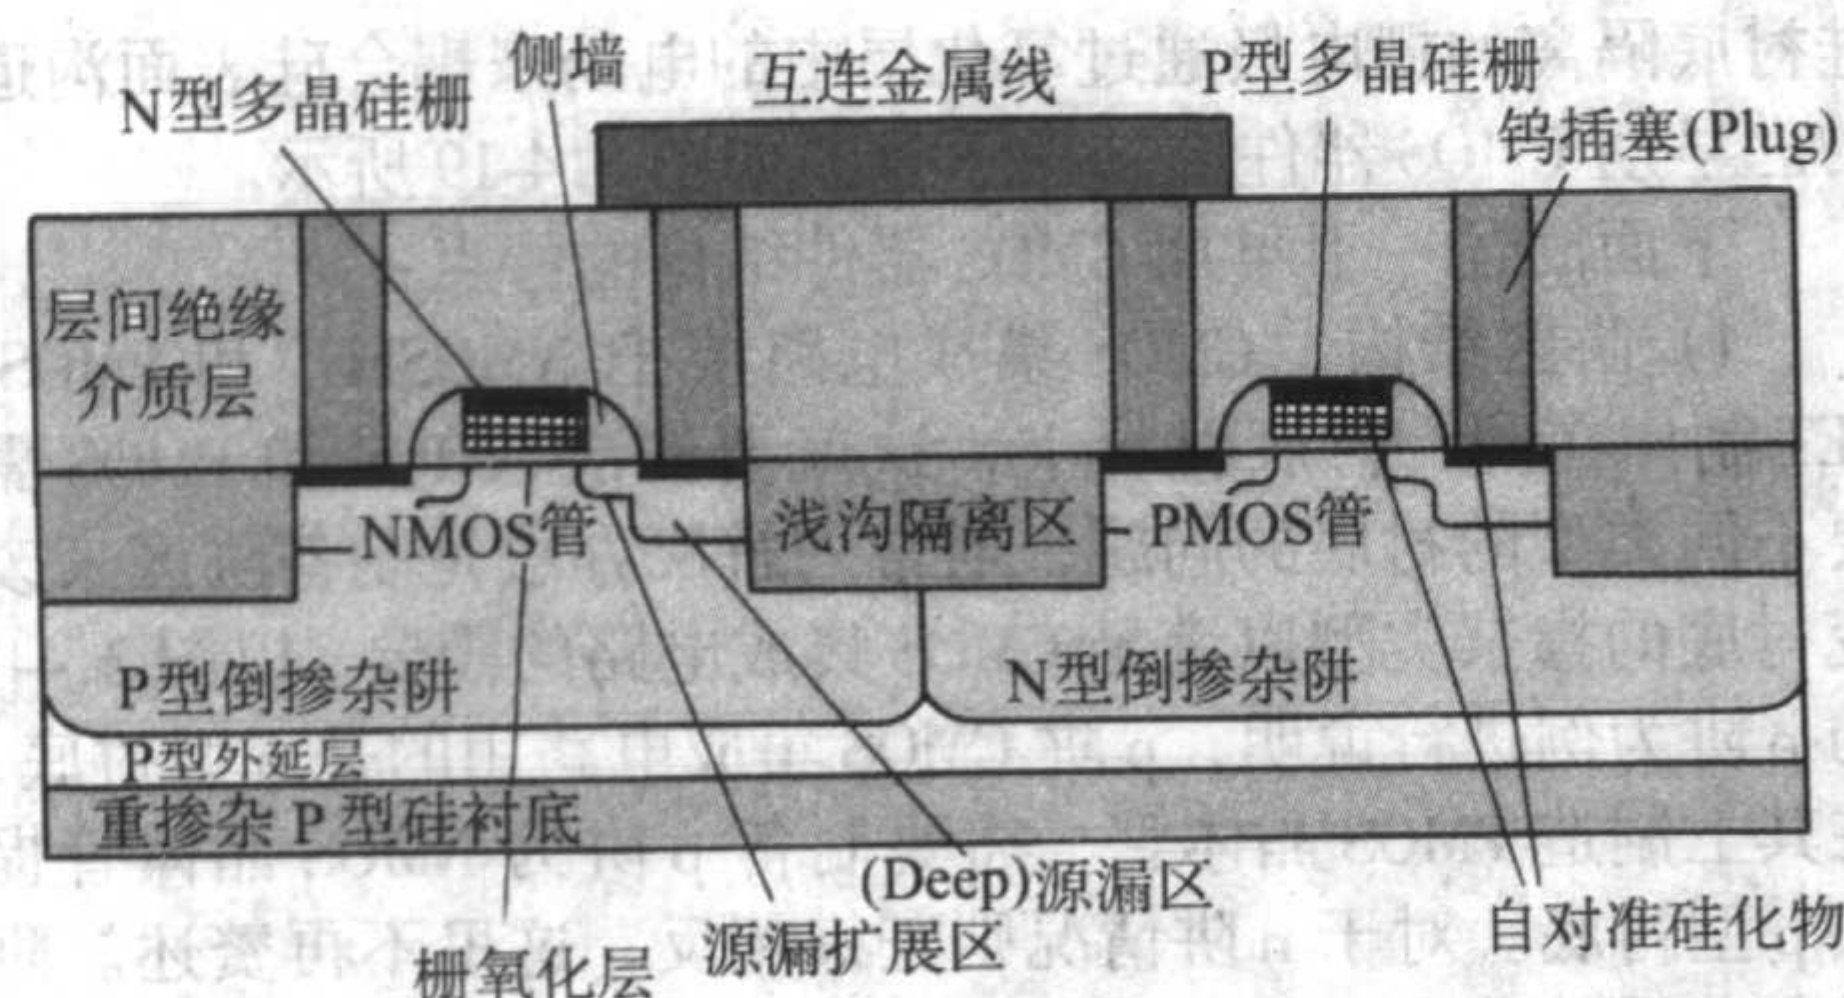 侧墙
互连金属线
P型多晶硅栅
N型多晶硅栅
钨插塞(Plug)
层间绝缘
介质层
NMOS管
浅沟隔离区
PMOS管
P型倒掺杂阱
N型倒掺杂阱
P型外延层
重掺杂P型硅衬底
(Deep)源漏区
自对准硅化物
源漏扩展区
栅氧化层